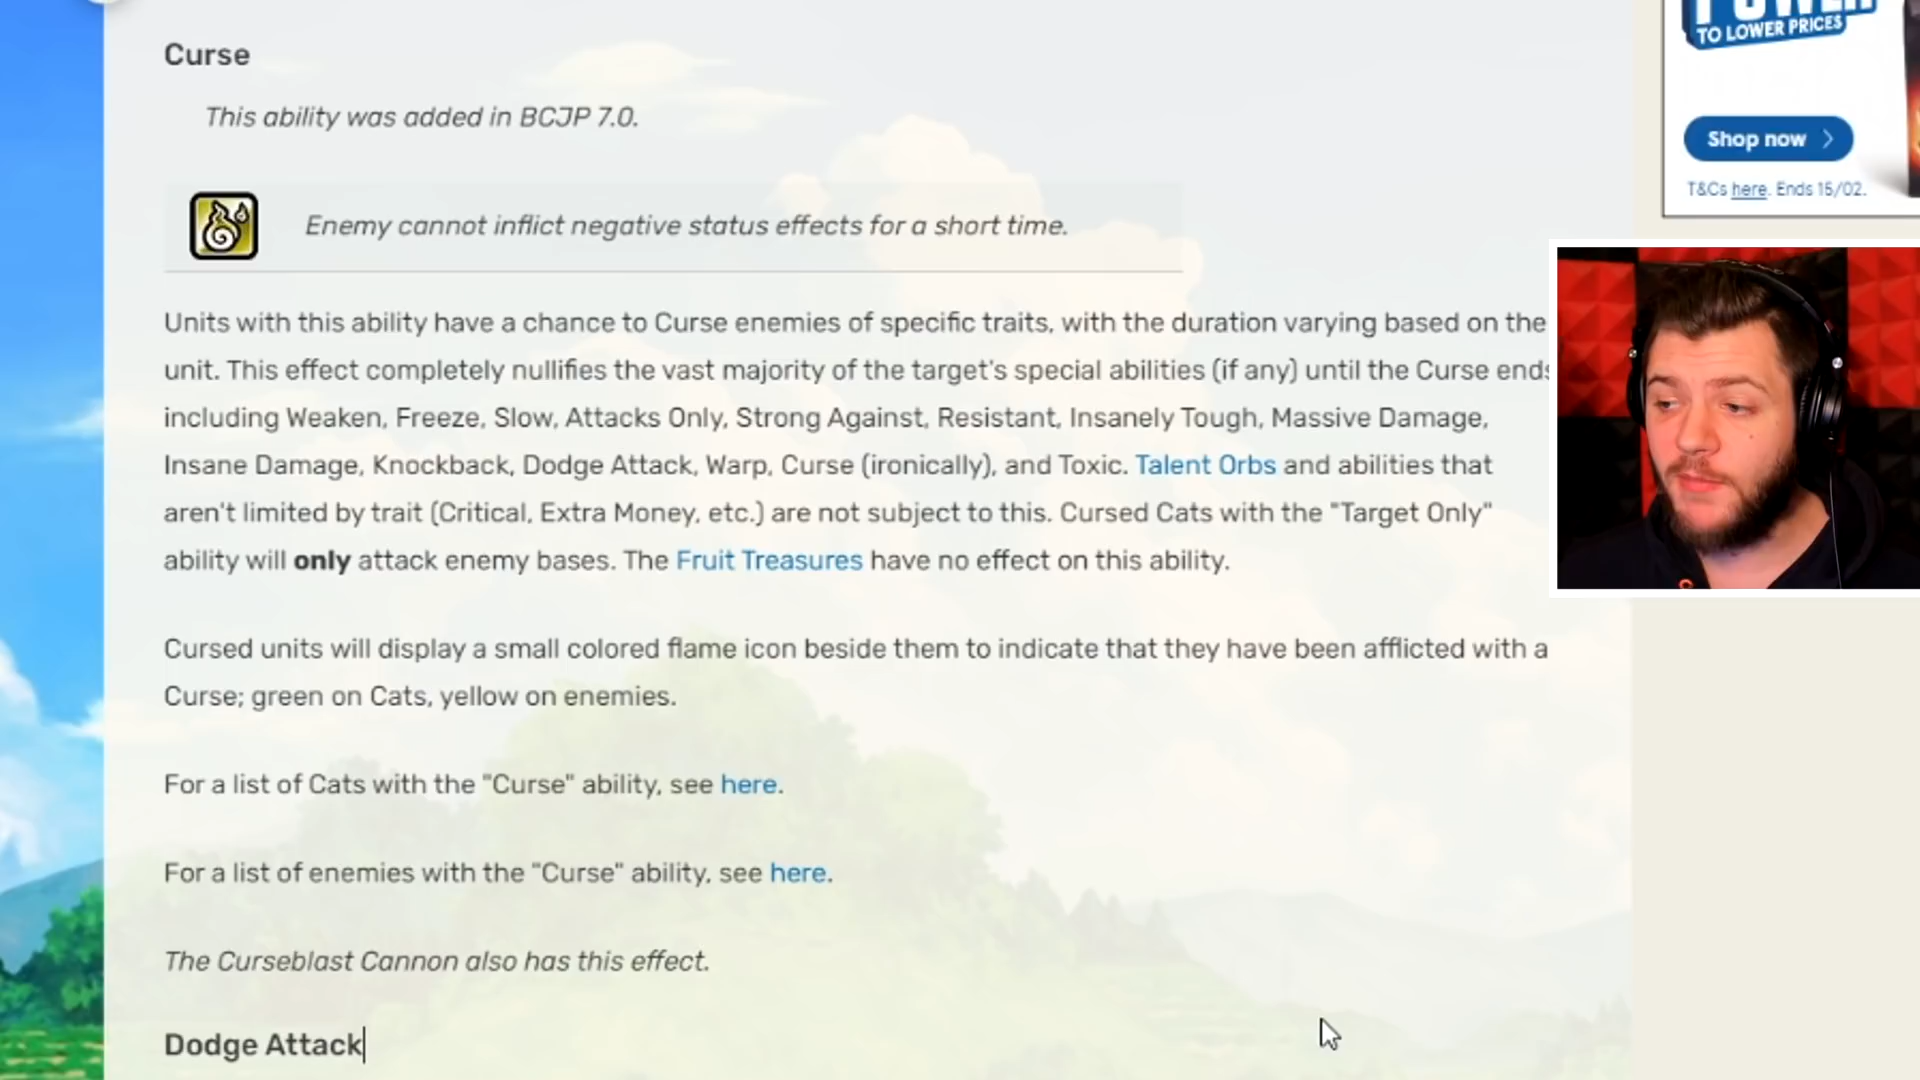 Curse
This ability was added in BCJP 7.0.
Enemy cannot inflict negative status effects for a short time.
Units with this ability have a chance to Curse enemies of specific traits, with the duration varying based on the
unit. This effect completely nullifies the vast majority of the target's special abilities (if any) until the Curse ends
including Weaken, Freeze, Slow, Attacks Only, Strong Against, Resistant, Insanely Tough, Massive Damage,
Insane Damage, Knockback, Dodge Attack, Warp, Curse (ironically), and Toxic. Talent Orbs and abilities that
aren't limited by trait (Critical, Extra Money, etc.) are not subject to this. Cursed Cats with the "Target Only"
ability will only attack enemy bases. The Fruit Treasures have no effect on this ability.
Cursed units will display a small colored flame icon beside them to indicate that they have been afflicted with a
Curse; green on Cats, yellow on enemies.
For a list of Cats with the "Curse" ability, see here.
For a list of enemies with the "Curse" ability, see here.
The Curseblast Cannon also has this effect.
Dodge Attack
POWER
TO LOWER PRICES
Shop now
T&Cs here. Ends 15/02.